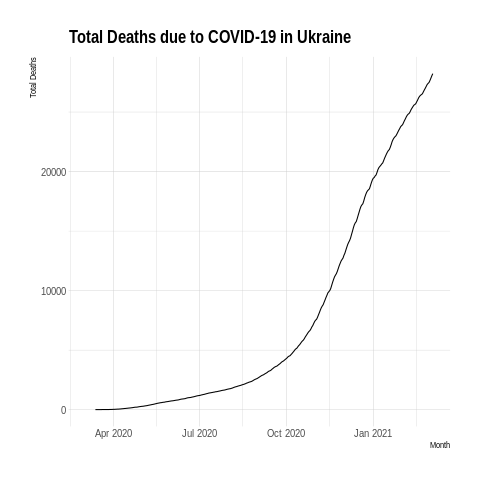 Total Deaths due to COVID-19 in Ukraine
Total Deaths
20000
10000
0
Apr 2020 Jul 2020 Oct 2020 Jan 2021
Month